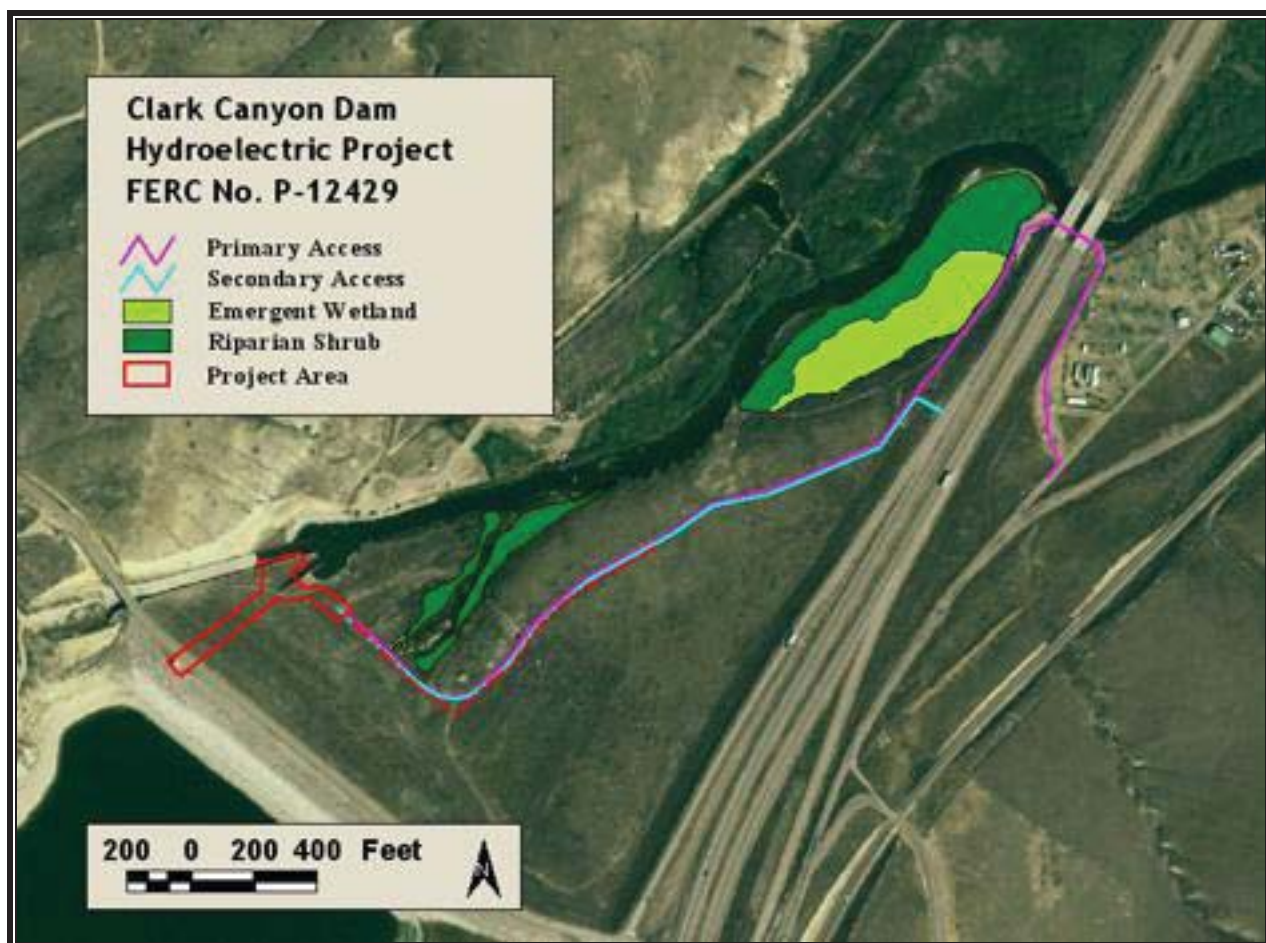 Clark Canyon Dam
Hydroelectric Project
FERC No. P-12429
Primary Access
Secondary Access
Emergent Wetland
Riparian Shrub
Project Area
200 0 200 400 Feet
N